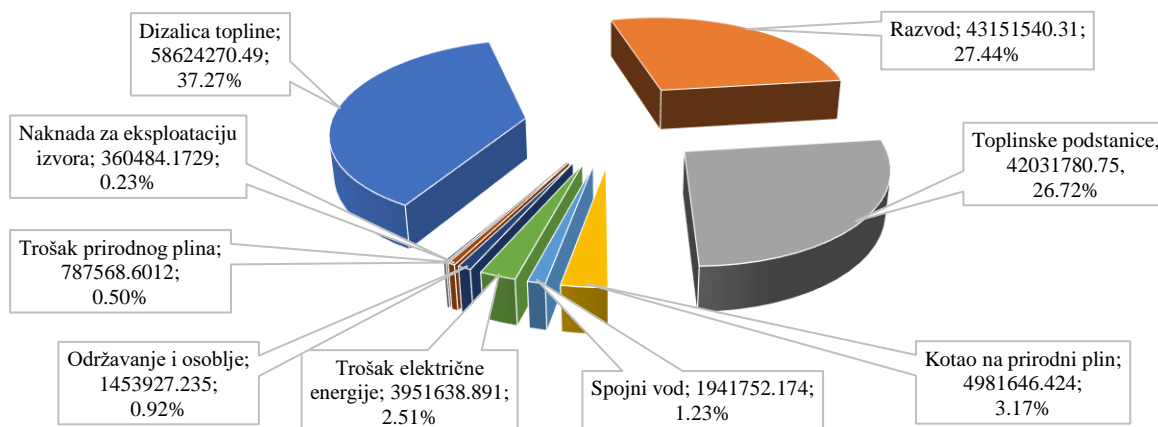 Dizalica topline;
58624270.49;
37.27%
Razvod; 43151540.31;
27.44%
Naknada za eksploataciju
izvora; 360484.1729;
0.23%
Toplinske podstanice,
42031780.75,
26.72%
Trošak prirodnog plina;
787568.6012;
0.50%
Održavanje i osoblje;
1453927.235;
0.92%
Trošak električne
energije; 3951638.891;
2.51%
Spojni vod; 1941752.174;
1.23%
Kotao na prirodni plin;
4981646.424;
3.17%